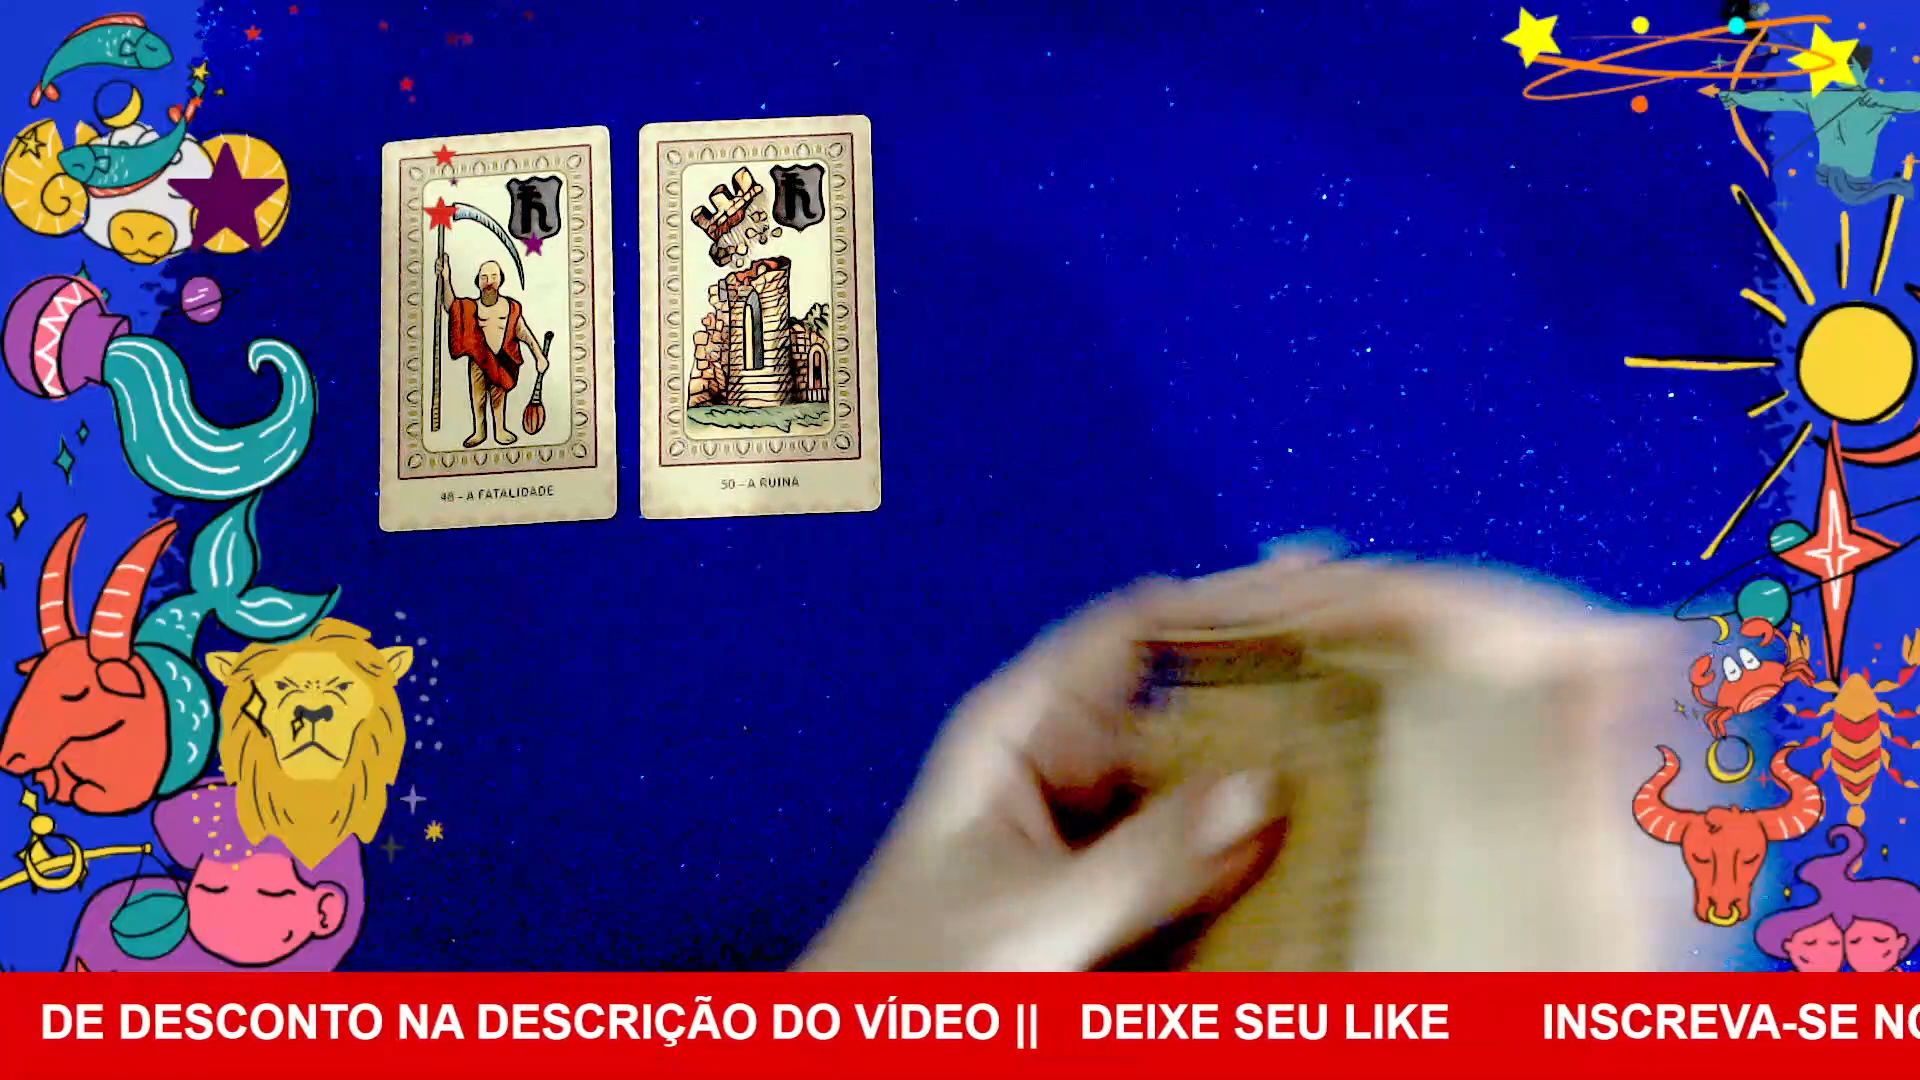 48 – A FATALIDADE
50 – A RUINA
DE DESCONTO NA DESCRIÇÃO DO VÍDEO || DEIXE SEU LIKE INSCREVA-SE NO